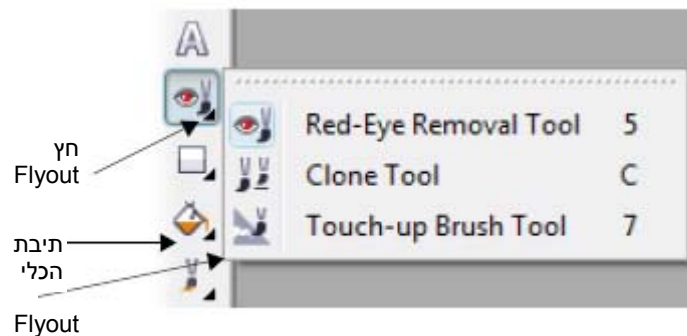 A
Red-Eye Removal Tool 5
Clone Tool C
Touch-up Brush Tool 7
חץ
Flyout
תיבת
הכלי
Flyout